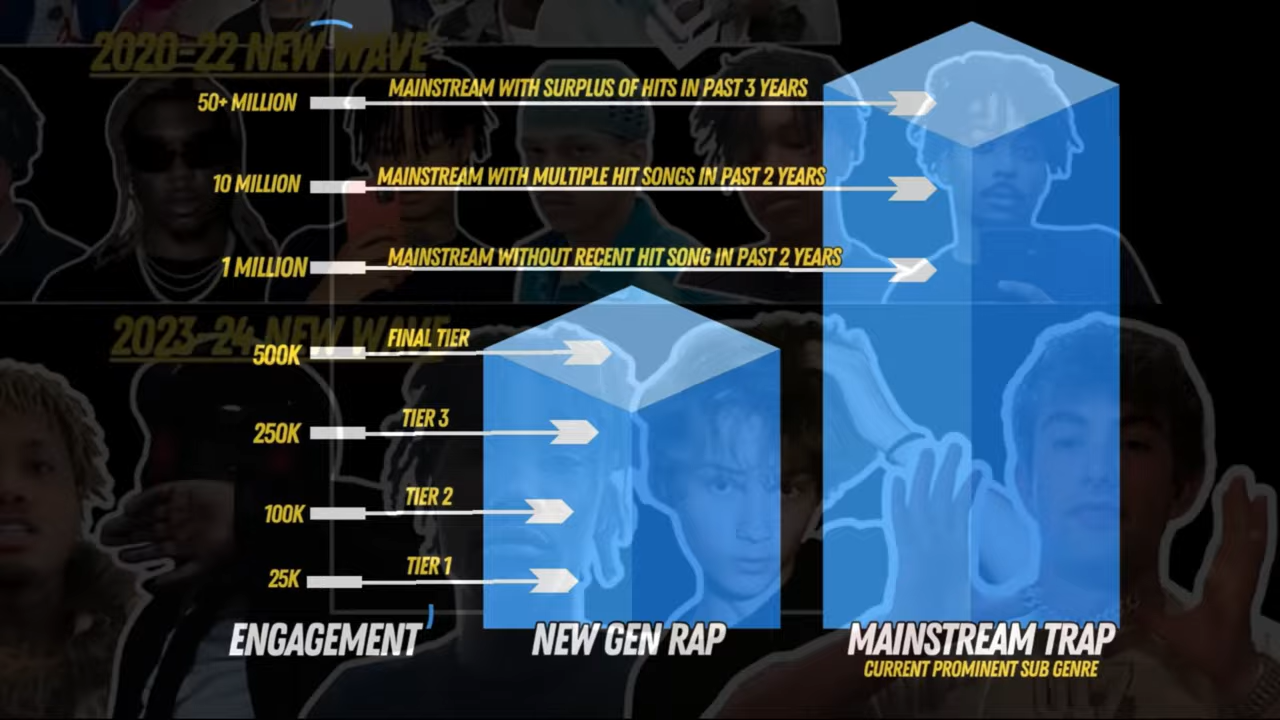 2020-22 NEW WAVE
MAINSTREAM WITH SURPLUS OF HITS IN PAST 3 YEARS
50+ MILLION
MAINSTREAM WITH MULTIPLE HIT SONGS IN PAST 2 YEARS
10 MILLION
MAINSTREAM WITHOUT RECENT HIT SONG IN PAST 2 YEARS
1 MILLION
2023-24 NEW WAVE
FINAL TIER
500K
TIER 3
250K
TIER 2
100K
TIER 1
25K
ENGAGEMENT
NEW GEN RAP
MAINSTREAM TRAP
CURRENT PROMINENT SUB GENRE